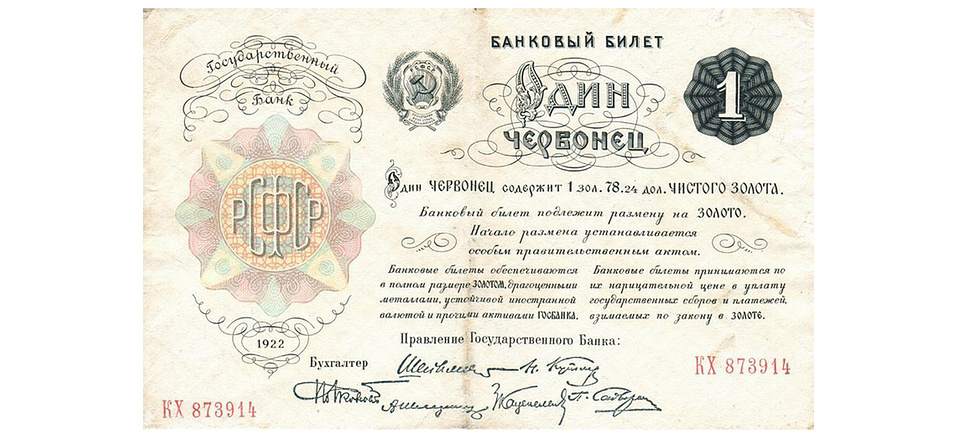 Государственный
Банк
БАНКОВЫЙ БИЛЕТ
Один
ЧЕРВОНЕЦ
1
РСФСР
Один ЧЕРВОНЕЦ содержит 1 зол. 78.24 дол. ЧИСТОГО ЗОЛОТА.
Банковый билет подлежит размену на ЗОЛОТО.
Начало размена устанавливается
особым правительственным актом.
Банковые билеты обеспечиваются
в полном размере ЗОЛОТОМ, драгоценными
металлами, устойчивой иностранной
валютой и прочими активами ГОСБАНКА.
Банковые билеты принимаются по
их нарицательной цене в уплату
государственных сборов и платежей,
взимаемых по закону в ЗОЛОТЕ.
1922
Правление Государственного Банка:
Бухгалтер
КХ 873914
КХ 873914